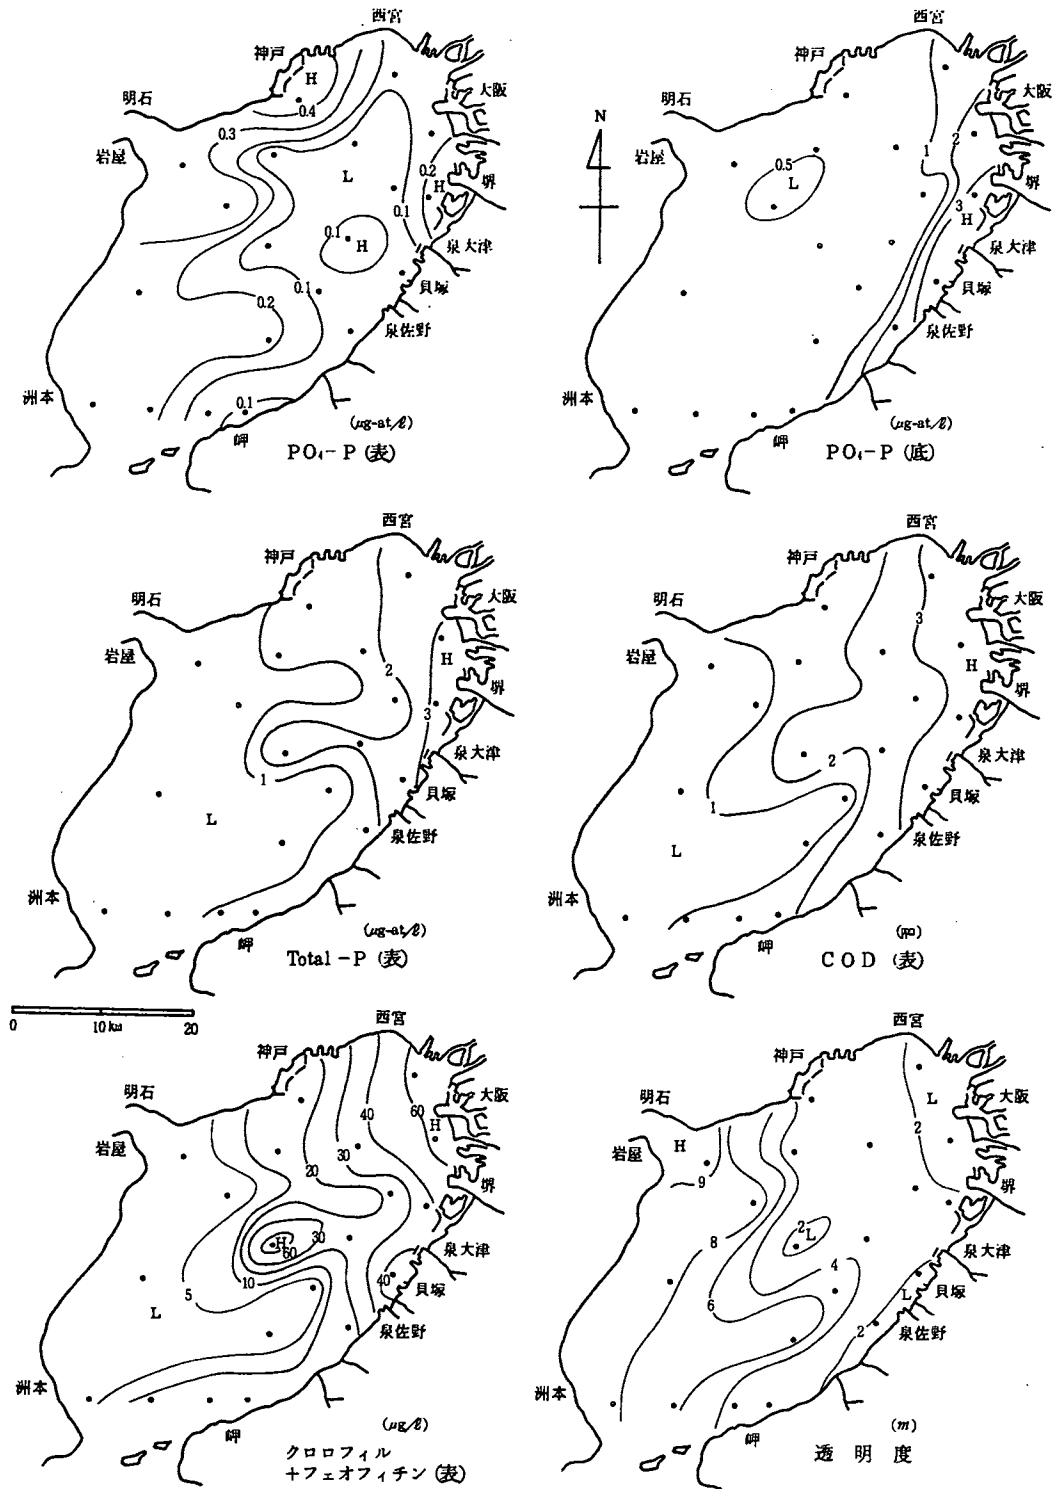 西宮
神戸
H
大阪
明石
0.4
0.3
岩屋
L
0.2
H
堺
0.1
0.1
H
泉大津
0.1
貝塚
0.2
泉佐野
洲本
0.1
岬
(μg-at/ℓ)
PO₄-P (表)
N
西宮
神戸
大阪
明石
1
2
岩屋
0.5
L
堺
3
H
泉大津
貝塚
泉佐野
洲本
岬
(μg-at/ℓ)
PO₄-P (底)
西宮
神戸
大阪
明石
岩屋
H
2
堺
3
泉大津
1
貝塚
L
泉佐野
洲本
岬
(μg-at/ℓ)
Total-P (表)
西宮
神戸
大阪
明石
3
岩屋
H
堺
泉大津
2
貝塚
1
泉佐野
L
洲本
岬
(ppm)
COD (表)
0 10km 20
西宮
神戸
大阪
明石
40
60
H
岩屋
30
20
堺
H
60
30
泉大津
10
40
貝塚
5
L
泉佐野
洲本
岬
(μg/ℓ)
クロロフィル
+フェオフィチン(表)
西宮
神戸
明石
L
大阪
2
岩屋
H
9
堺
2
L
8
泉大津
4
L
貝塚
6
2
泉佐野
洲本
岬
(m)
透明度